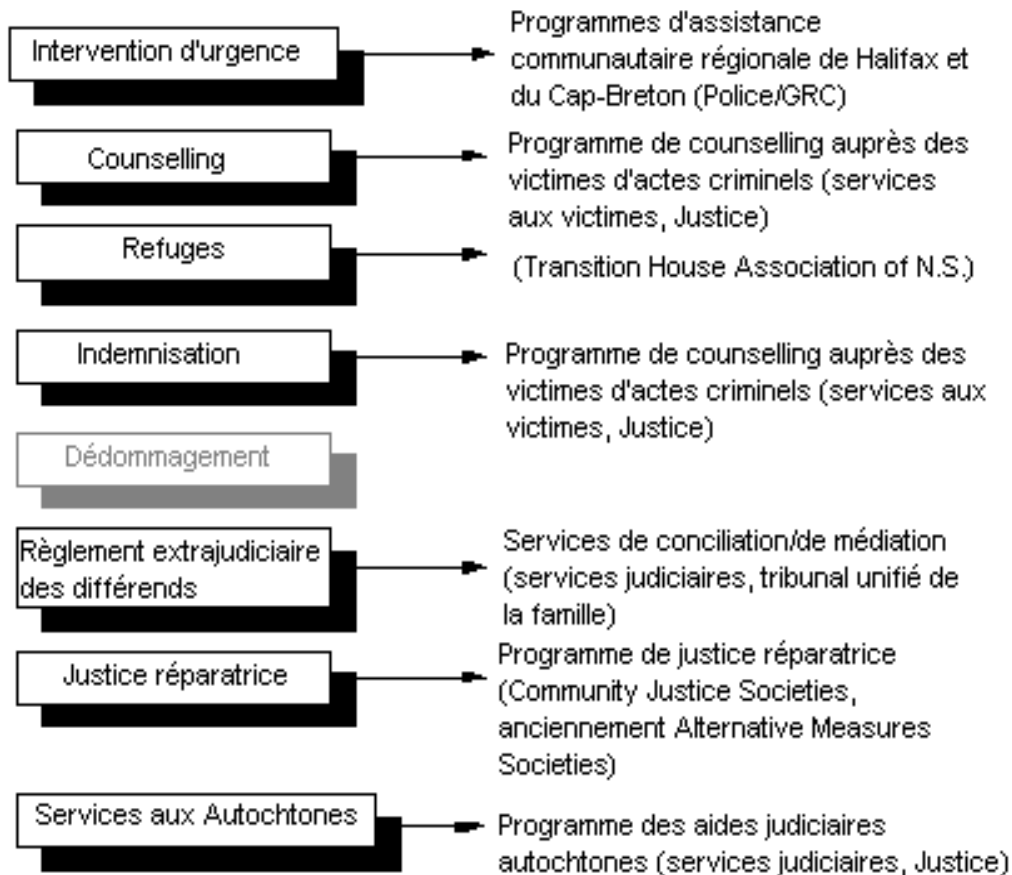 Intervention d'urgence
Programmes d'assistance
communautaire régionale de Halifax et
du Cap-Breton (Police/GRC)
Counselling
Programme de counselling auprès des
victimes d'actes criminels (services
aux victimes, Justice)
Refuges
(Transition House Association of N.S.)
Indemnisation
Programme de counselling auprès des
victimes d'actes criminels (services aux
victimes, Justice)
Dédommagement
Règlement extrajudiciaire
des différends
Services de conciliation/de médiation
(services judiciaires, tribunal unifié de
la famille)
Justice réparatrice
Programme de justice réparatrice
(Community Justice Societies,
anciennement Alternative Measures
Societies)
Services aux Autochtones
Programme des aides judiciaires
autochtones (services judiciaires, Justice)